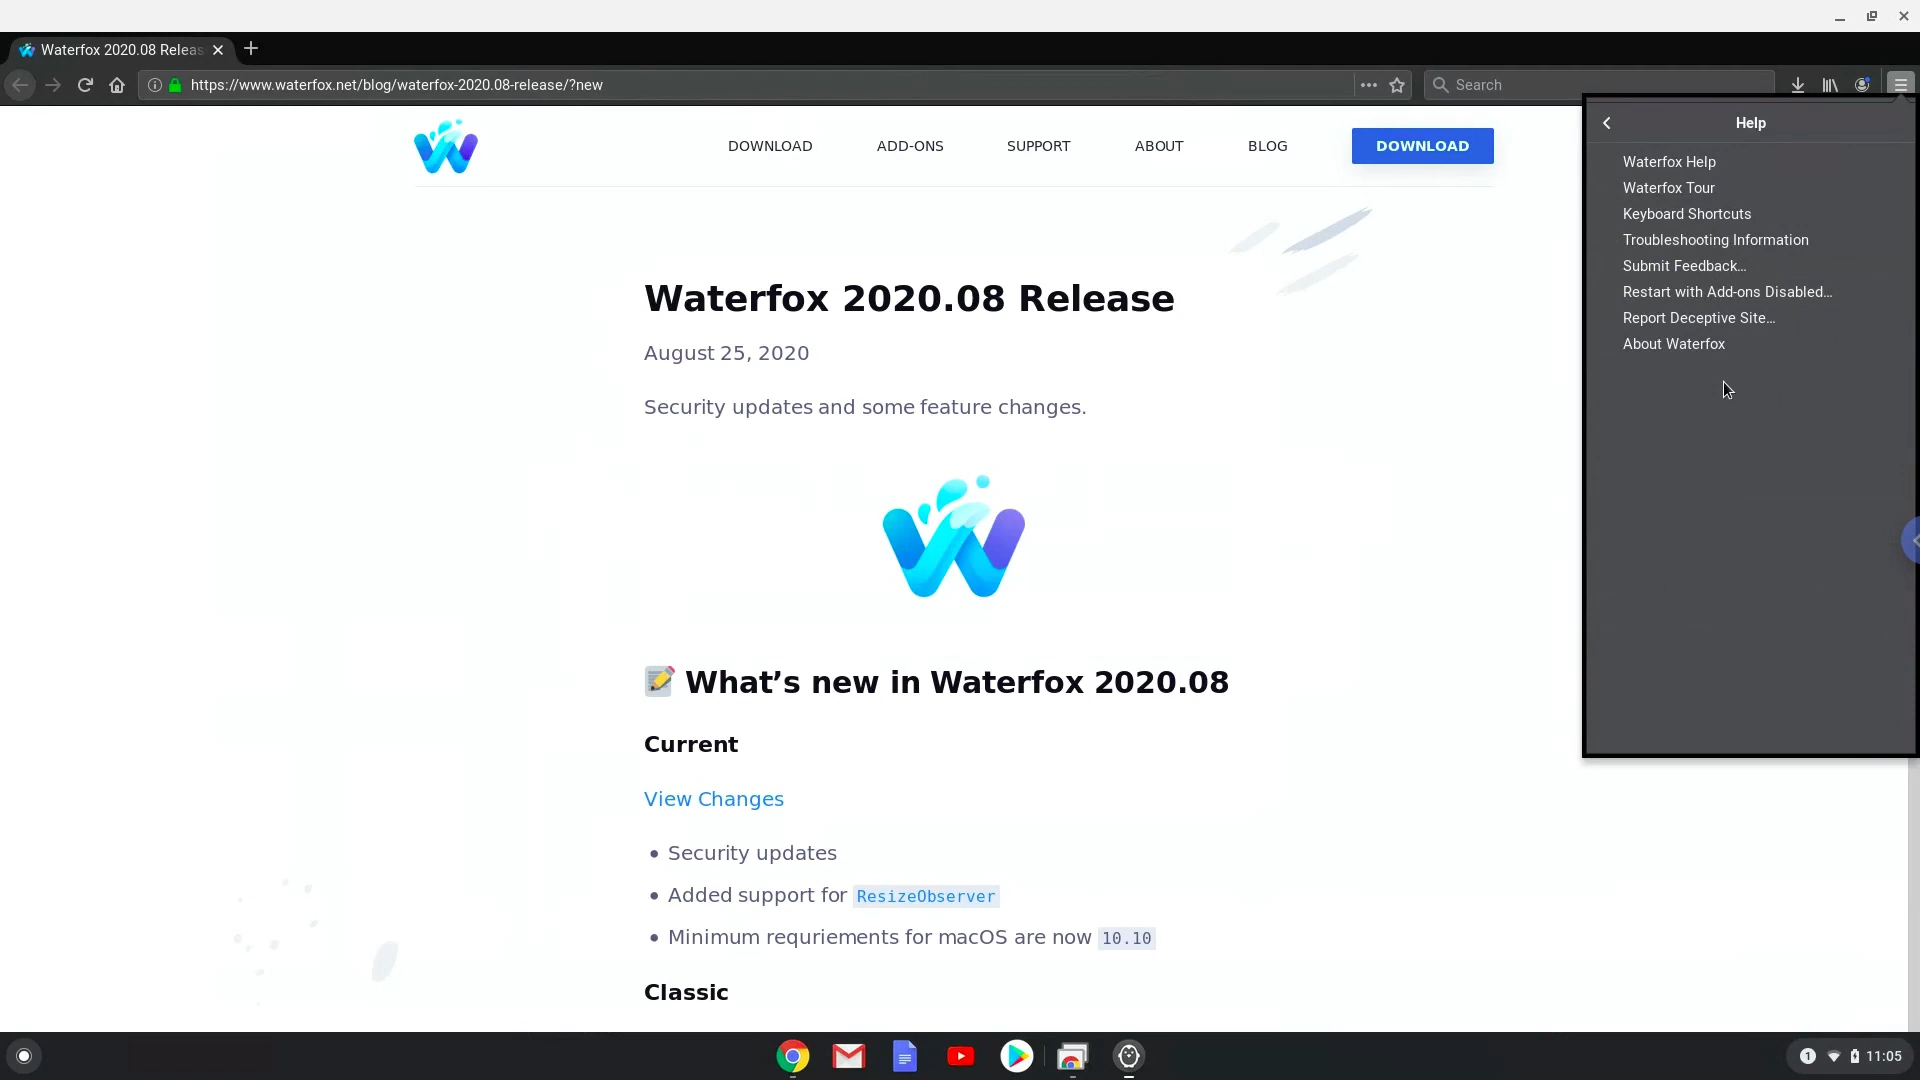 Waterfox 2020.08 Releas
https://www.waterfox.net/blog/waterfox-2020.08-release/?new
Search
DOWNLOAD
ADD-ONS
SUPPORT
ABOUT
BLOG
DOWNLOAD
Help
Waterfox Help
Waterfox Tour
Keyboard Shortcuts
Troubleshooting Information
Submit Feedback…
Restart with Add-ons Disabled…
Report Deceptive Site…
About Waterfox
Waterfox 2020.08 Release
August 25, 2020
Security updates and some feature changes.
What’s new in Waterfox 2020.08
Current
View Changes
• Security updates
• Added support for ResizeObserver
• Minimum requriements for macOS are now 10.10
Classic
1
11:05